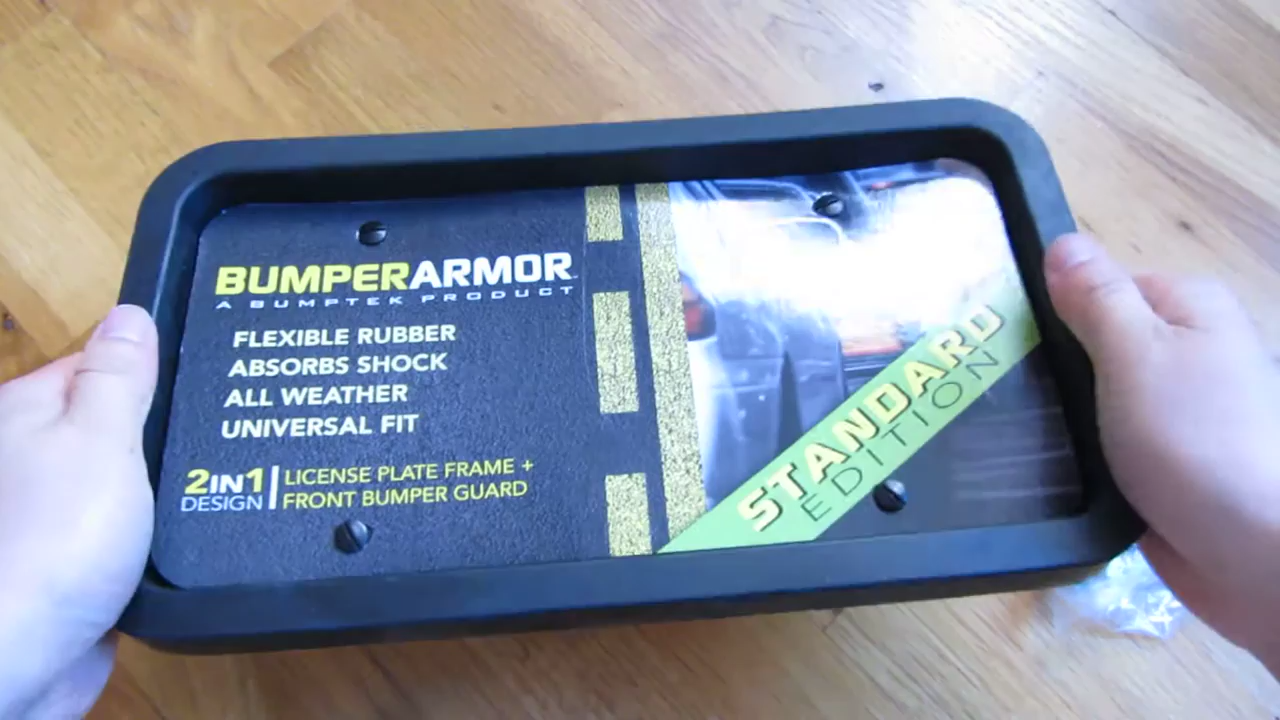 BUMPERARMOR
A BUMPTEK PRODUCT
FLEXIBLE RUBBER
ABSORBS SHOCK
ALL WEATHER
UNIVERSAL FIT
2IN1
DESIGN
LICENSE PLATE FRAME +
FRONT BUMPER GUARD
STANDARD
EDITION